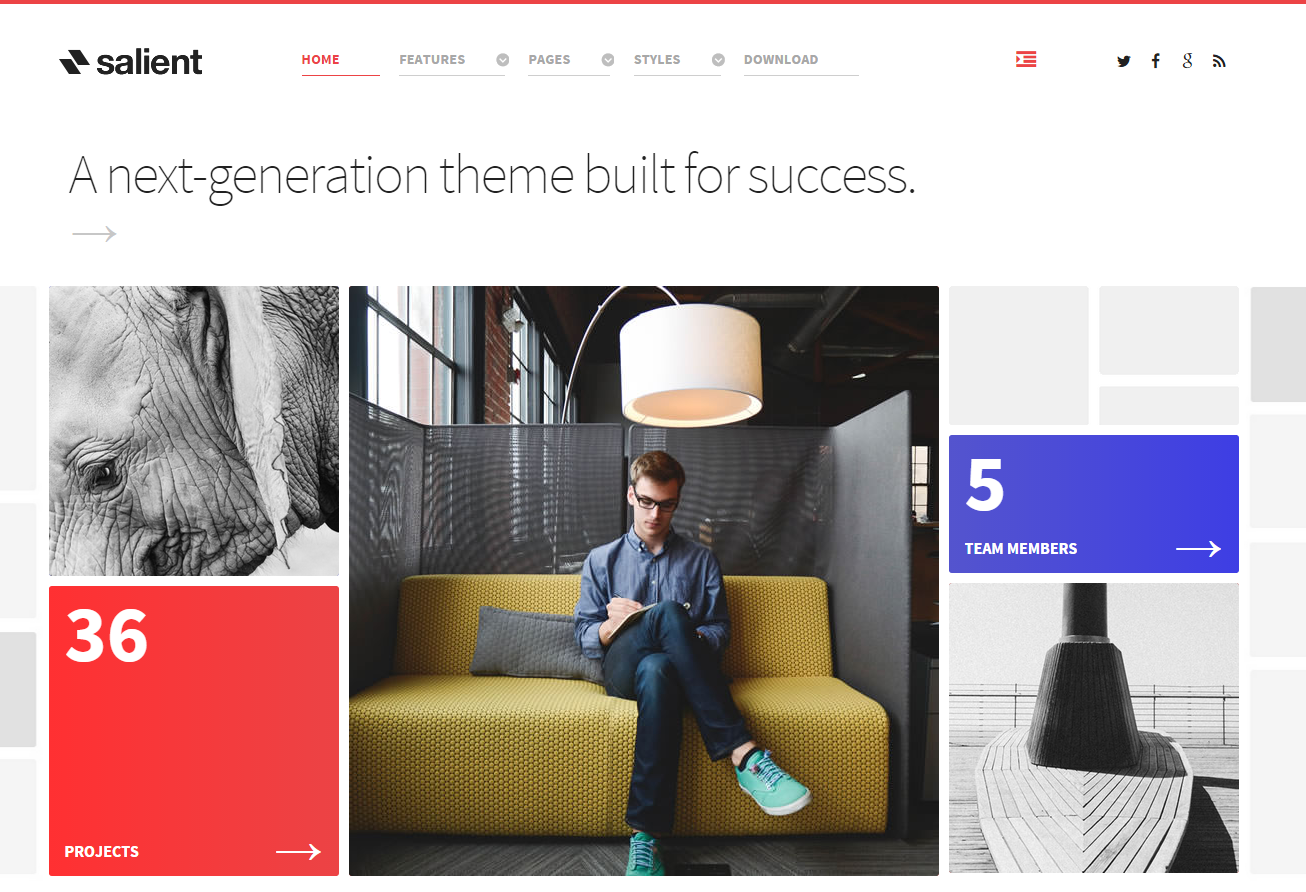 salient
HOME
FEATURES
PAGES
STYLES
DOWNLOAD
A next-generation theme built for success.
36
PROJECTS
5
TEAM MEMBERS